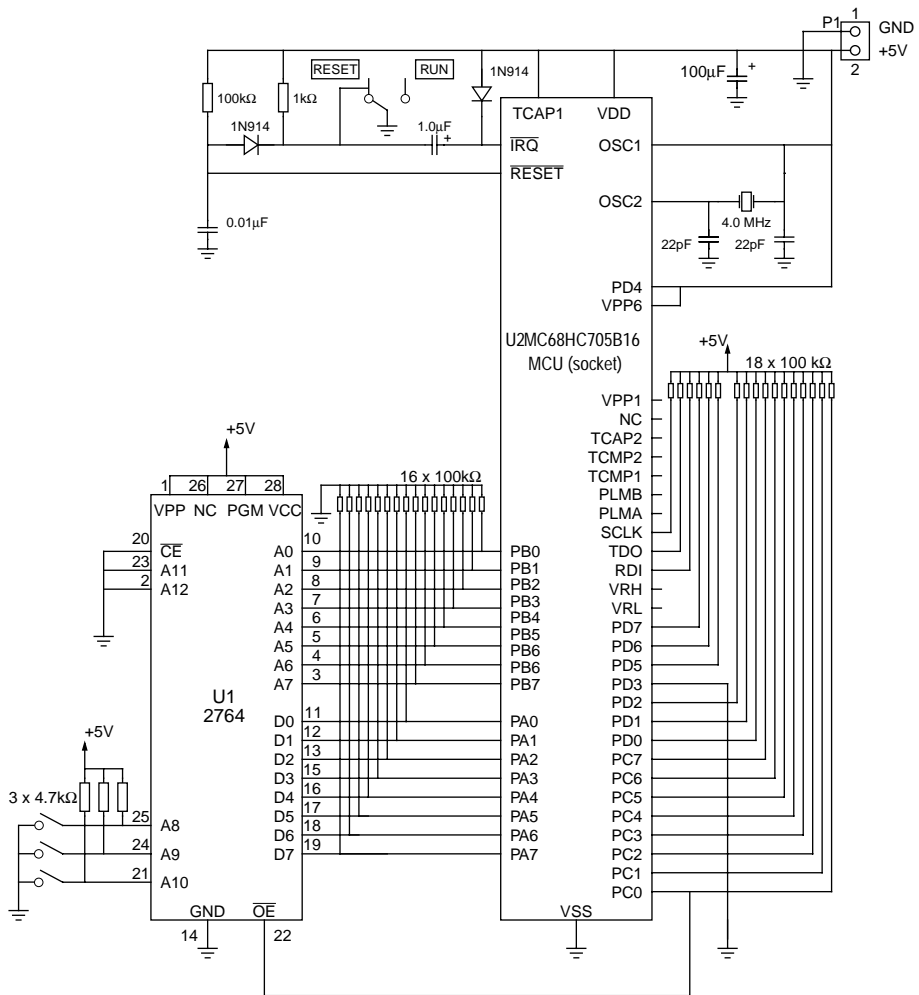 P1 1 GND
+5V
2
RESET RUN 1N914 100µF +
100kΩ 1kΩ
1N914 1.0µF +
0.01µF
TCAP1 VDD
IRQ OSC1
RESET
OSC2
4.0 MHz
22pF 22pF
PD4
VPP6
U2MC68HC705B16
MCU (socket)
+5V
18 x 100 kΩ
VPP1
NC
TCAP2
TCMP2
TCMP1
PLMB
PLMA
SCLK
TDO
RDI
VRH
VRL
PD7
PD6
PD5
PD3
PD2
PD1
PD0
PC7
PC6
PC5
PC4
PC3
PC2
PC1
PC0
VSS
PB0
PB1
PB2
PB3
PB4
PB5
PB6
PB6
PB7
PA0
PA1
PA2
PA3
PA4
PA5
PA6
PA7
16 x 100kΩ
+5V
1 26 27 28
VPP NC PGM VCC
20 CE A0 10
23 A11 A1 9
2 A12 A2 8
A3 7
A4 6
A5 5
A6 4
A7 3
U1
2764
D0 11
D1 12
D2 13
D3 15
D4 16
D5 17
D6 18
D7 19
+5V
3 x 4.7kΩ
25 A8
24 A9
21 A10
GND OE
14 22